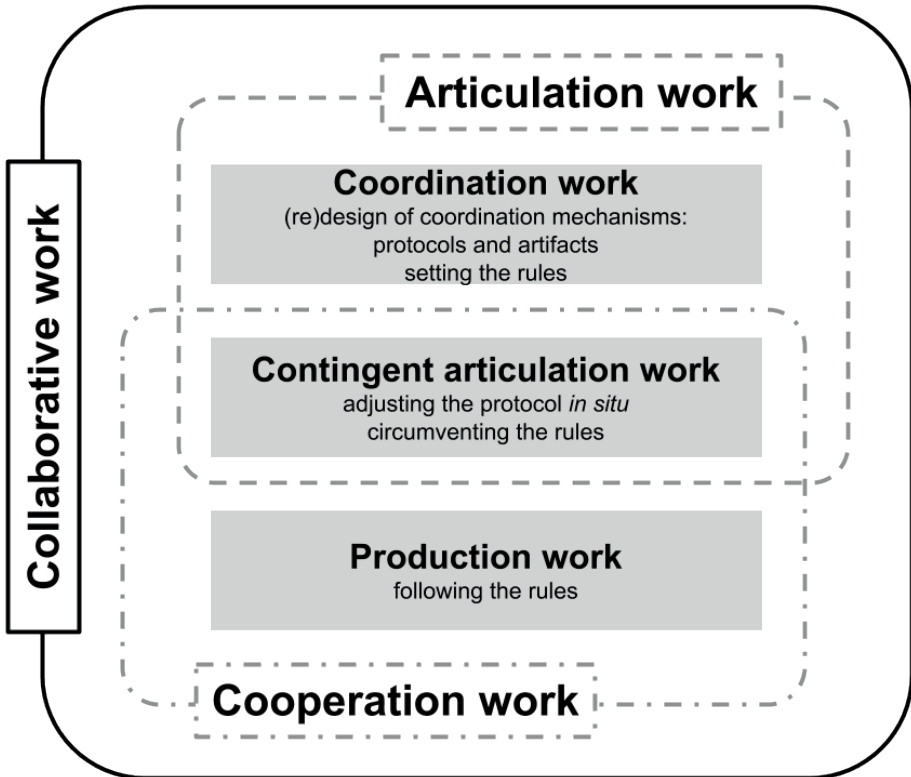 Articulation work
Coordination work
(re)design of coordination mechanisms:
protocols and artifacts
setting the rules
Collaborative work
Contingent articulation work
adjusting the protocol in situ
circumventing the rules
Production work
following the rules
Cooperation work